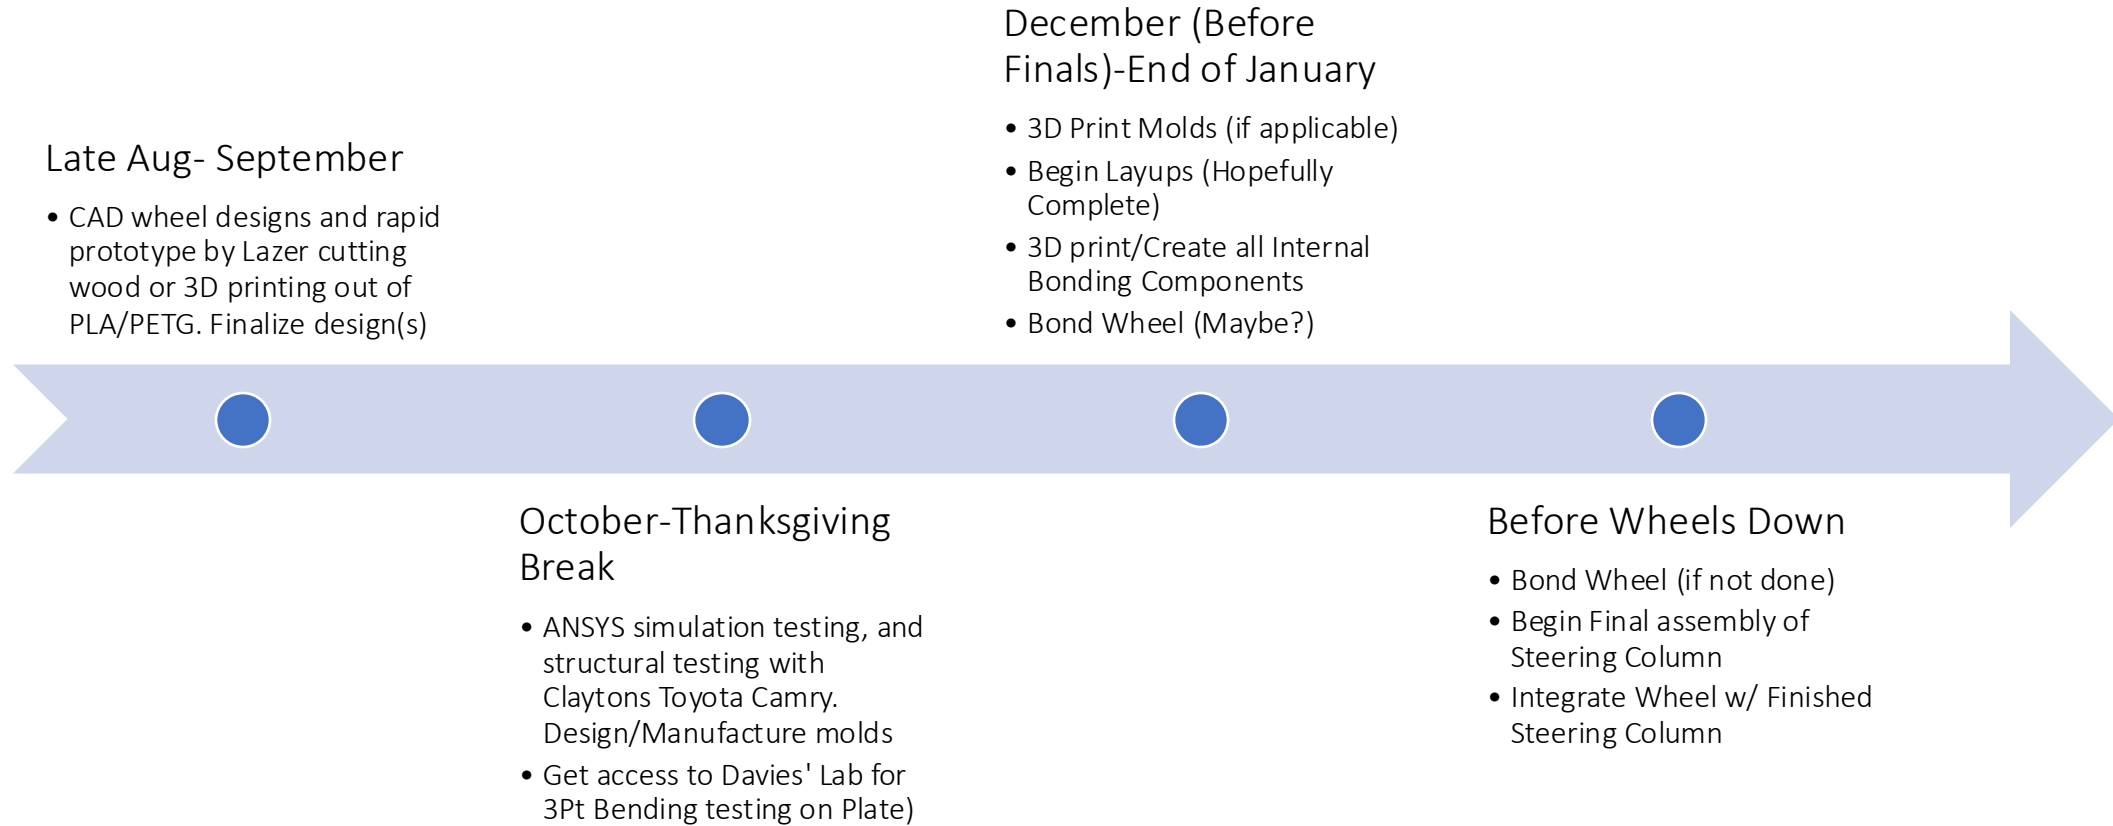 Late Aug- September
• CAD wheel designs and rapid
prototype by Lazer cutting
wood or 3D printing out of
PLA/PETG. Finalize design(s)
October-Thanksgiving
Break
• ANSYS simulation testing, and
structural testing with
Claytons Toyota Camry.
Design/Manufacture molds
• Get access to Davies' Lab for
3Pt Bending testing on Plate)
December (Before
Finals)-End of January
• 3D Print Molds (if applicable)
• Begin Layups (Hopefully
Complete)
• 3D print/Create all Internal
Bonding Components
• Bond Wheel (Maybe?)
Before Wheels Down
• Bond Wheel (if not done)
• Begin Final assembly of
Steering Column
• Integrate Wheel w/ Finished
Steering Column